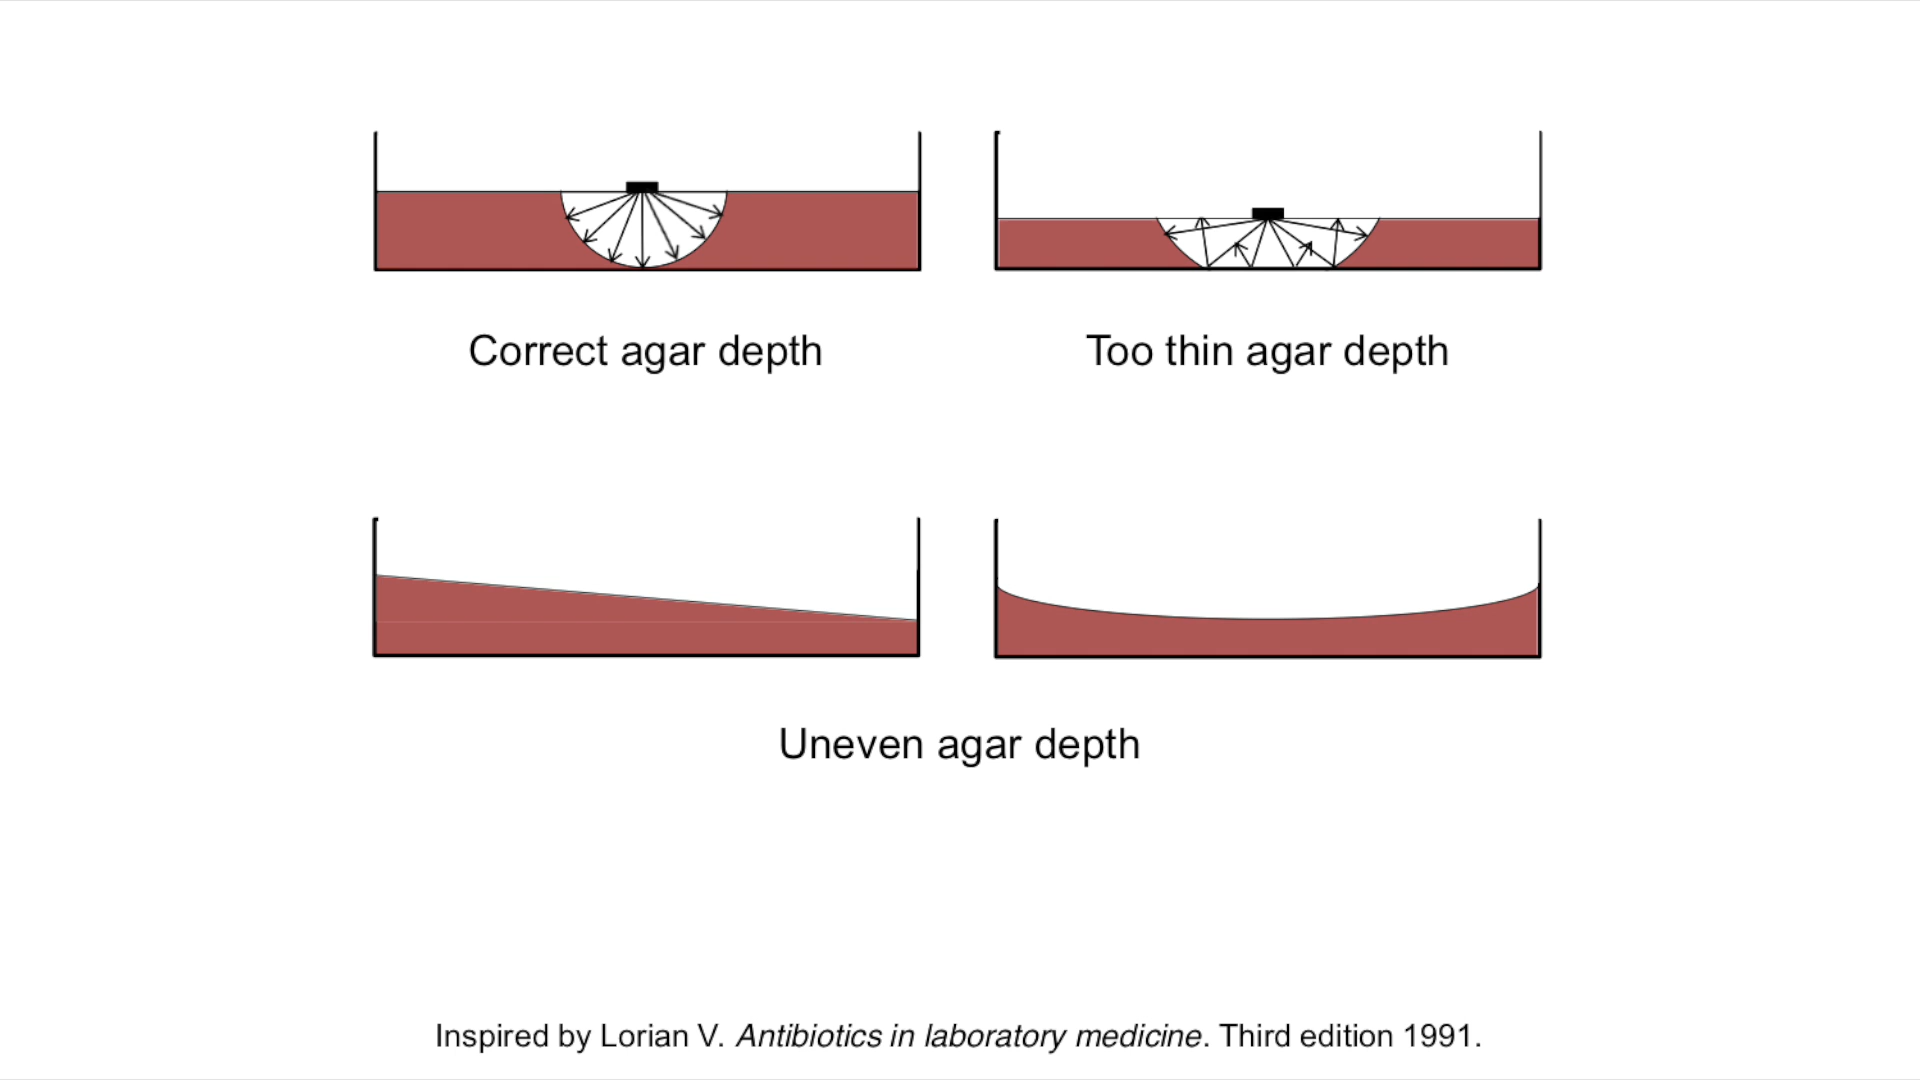 Correct agar depth
Too thin agar depth
Uneven agar depth
Inspired by Lorian V. Antibiotics in laboratory medicine. Third edition 1991.